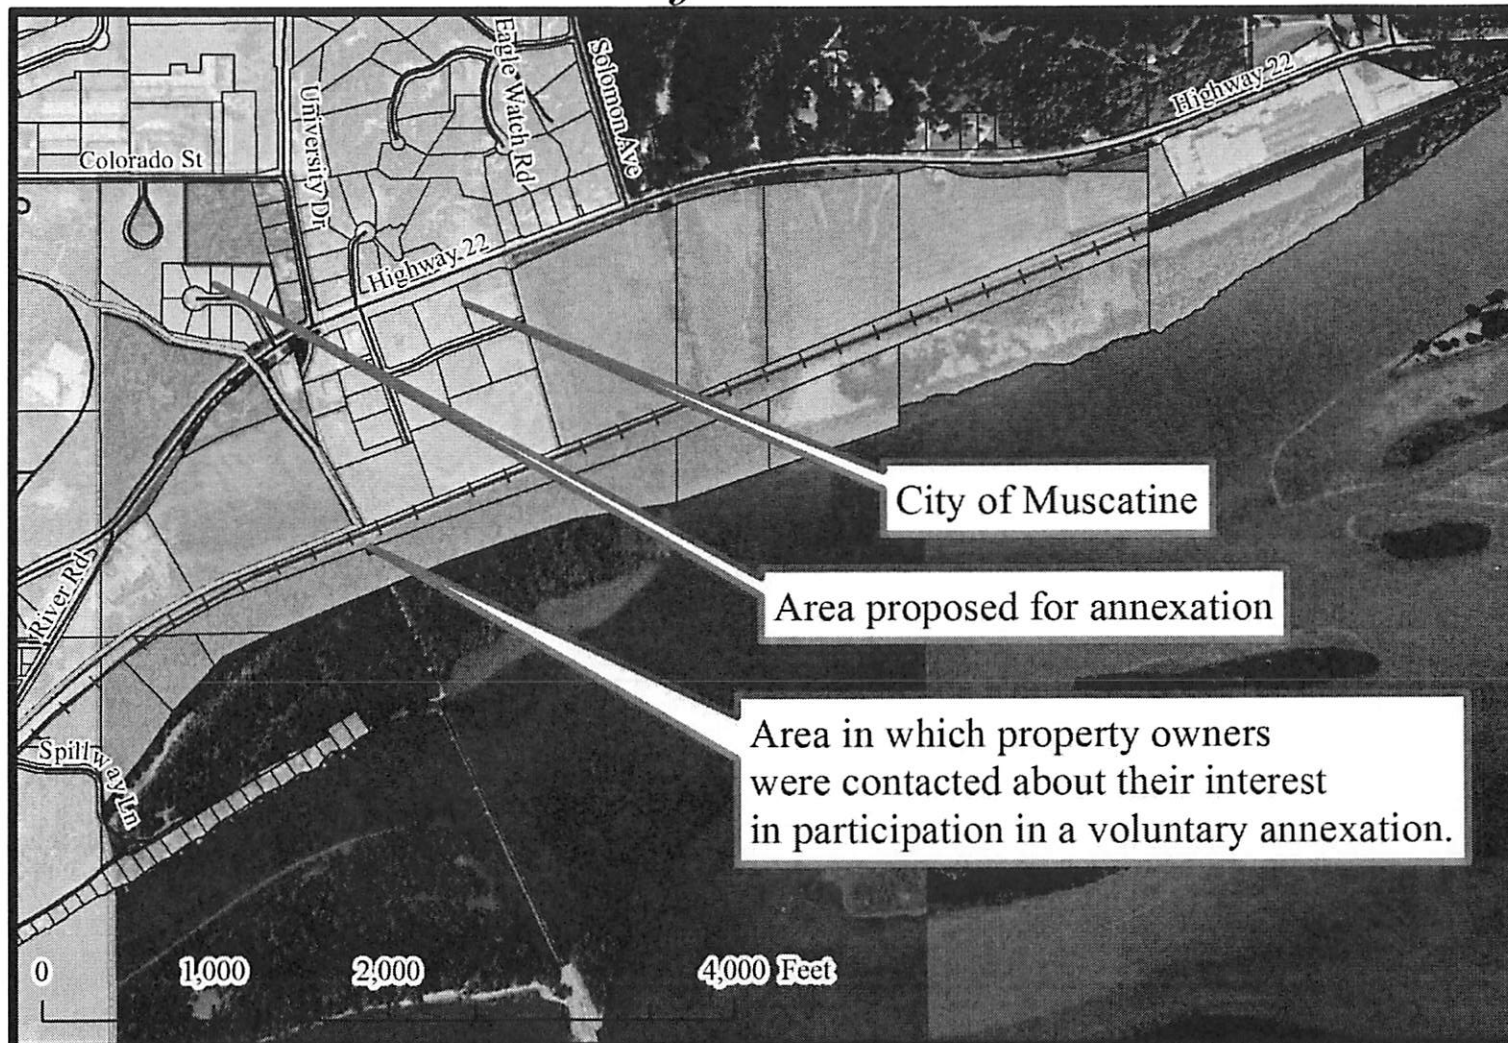 Eagle Watch Rd
Solomon Ave
University Dr
Highway 22
Colorado St
Highway 22
City of Muscatine
Area proposed for annexation
River Rd
Area in which property owners
were contacted about their interest
in participation in a voluntary annexation.
Spillway Ln
0 1,000 2,000 4,000 Feet